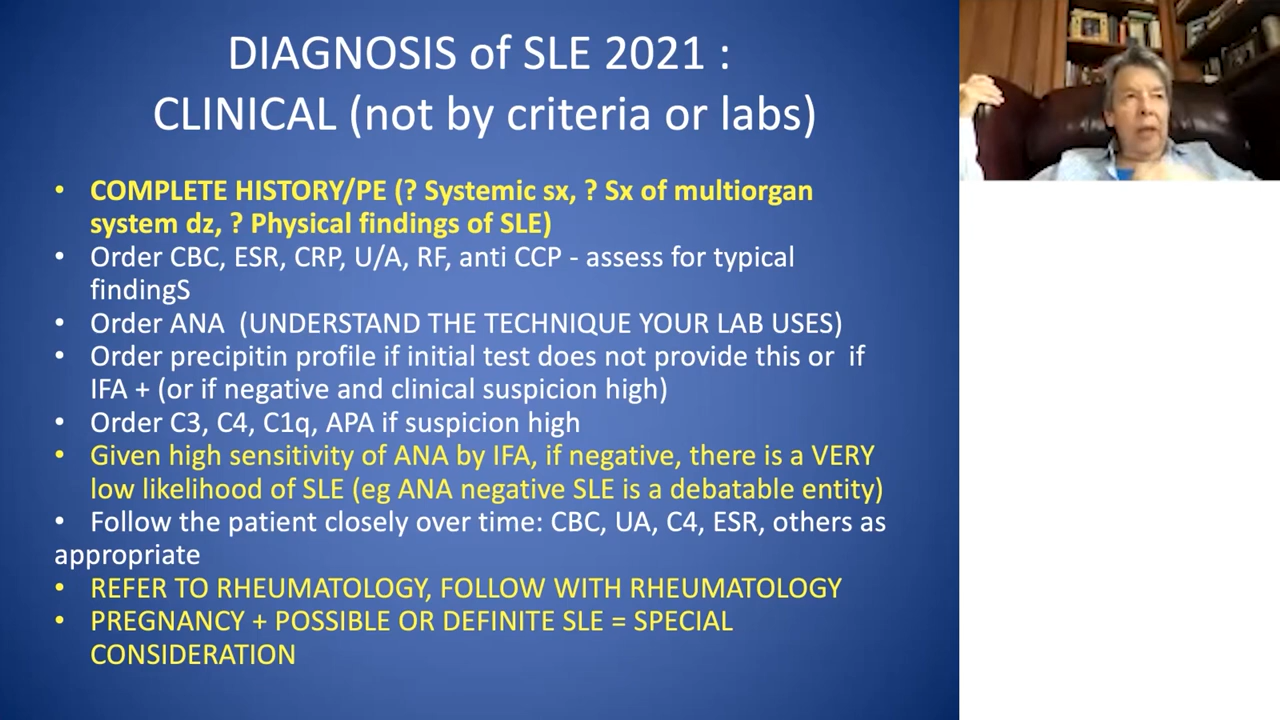 DIAGNOSIS of SLE 2021 :
CLINICAL (not by criteria or labs)
• COMPLETE HISTORY/PE (? Systemic sx, ? Sx of multiorgan
system dz, ? Physical findings of SLE)
• Order CBC, ESR, CRP, U/A, RF, anti CCP - assess for typical
findingS
• Order ANA (UNDERSTAND THE TECHNIQUE YOUR LAB USES)
• Order precipitin profile if initial test does not provide this or if
IFA + (or if negative and clinical suspicion high)
• Order C3, C4, C1q, APA if suspicion high
• Given high sensitivity of ANA by IFA, if negative, there is a VERY
low likelihood of SLE (eg ANA negative SLE is a debatable entity)
• Follow the patient closely over time: CBC, UA, C4, ESR, others as
appropriate
• REFER TO RHEUMATOLOGY, FOLLOW WITH RHEUMATOLOGY
• PREGNANCY + POSSIBLE OR DEFINITE SLE = SPECIAL
CONSIDERATION